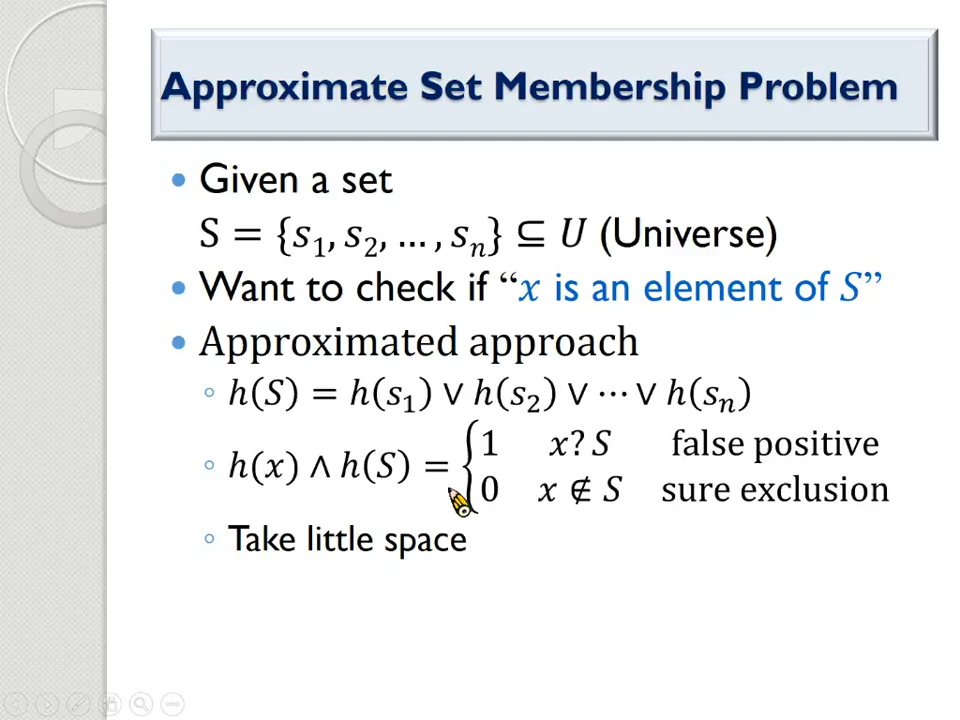 Approximate Set Membership Problem
• Given a set
S = {s₁, s₂, … , sₙ} ⊆ U (Universe)
• Want to check if “x is an element of S”
• Approximated approach
◦ h(S) = h(s₁) ∨ h(s₂) ∨ ⋯ ∨ h(sₙ)
◦ h(x) ∧ h(S) = {1 x? S false positive
0 x ∉ S sure exclusion
◦ Take little space